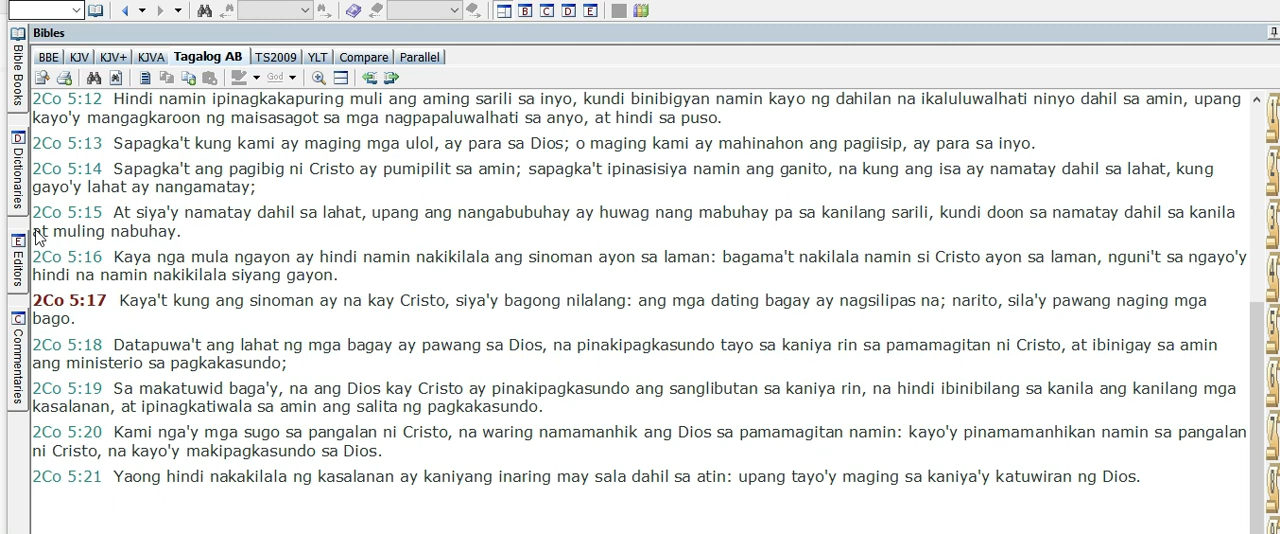 Bibles
BBE KJV KJV+ KJVA Tagalog AB TS2009 YLT Compare Parallel
God
Bible Books
Dictionaries
Editors
Commentaries
2Co 5:12 Hindi namin ipinagkakapuring muli ang aming sarili sa inyo, kundi binibigyan namin kayo ng dahilan na ikaluluwalhati ninyo dahil sa amin, upang
kayo'y mangagkaroon ng maisasagot sa mga nagpapaluwalhati sa anyo, at hindi sa puso.
2Co 5:13 Sapagka't kung kami ay maging mga ulol, ay para sa Dios; o maging kami ay mahinahon ang pagiisip, ay para sa inyo.
2Co 5:14 Sapagka't ang pagibig ni Cristo ay pumipilit sa amin; sapagka't ipinasisiya namin ang ganito, na kung ang isa ay namatay dahil sa lahat, kung
gayo'y lahat ay nangamatay;
2Co 5:15 At siya'y namatay dahil sa lahat, upang ang nangabubuhay ay huwag nang mabuhay pa sa kanilang sarili, kundi doon sa namatay dahil sa kanila
at muling nabuhay.
2Co 5:16 Kaya nga mula ngayon ay hindi namin nakikilala ang sinoman ayon sa laman: bagama't nakilala namin si Cristo ayon sa laman, nguni't sa ngayo'y
hindi na namin nakikilala siyang gayon.
2Co 5:17 Kaya't kung ang sinoman ay na kay Cristo, siya'y bagong nilalang: ang mga dating bagay ay nagsilipas na; narito, sila'y pawang naging mga
bago.
2Co 5:18 Datapuwa't ang lahat ng mga bagay ay pawang sa Dios, na pinakipagkasundo tayo sa kaniya rin sa pamamagitan ni Cristo, at ibinigay sa amin
ang ministerio sa pagkakasundo;
2Co 5:19 Sa makatuwid baga'y, na ang Dios kay Cristo ay pinakipagkasundo ang sanglibutan sa kaniya rin, na hindi ibinibilang sa kanila ang kanilang mga
kasalanan, at ipinagkatiwala sa amin ang salita ng pagkakasundo.
2Co 5:20 Kami nga'y mga sugo sa pangalan ni Cristo, na waring namamanhik ang Dios sa pamamagitan namin: kayo'y pinamamanhikan namin sa pangalan
ni Cristo, na kayo'y makipagkasundo sa Dios.
2Co 5:21 Yaong hindi nakakilala ng kasalanan ay kaniyang inaring may sala dahil sa atin: upang tayo'y maging sa kaniya'y katuwiran ng Dios.